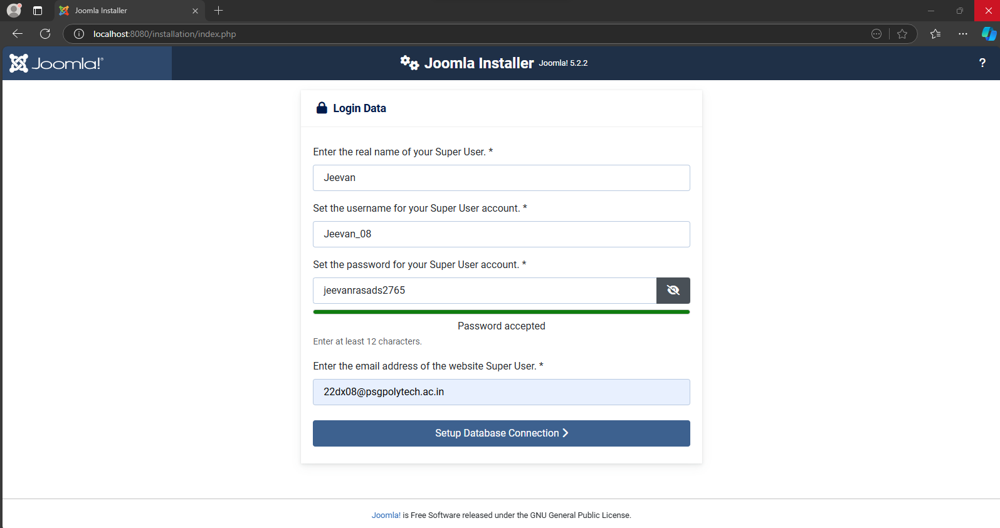 Joomla Installer
localhost:8080/installation/index.php
Joomla!®
Joomla Installer Joomla! 5.2.2
?
Login Data
Enter the real name of your Super User. *
Jeevan
Set the username for your Super User account. *
Jeevan_08
Set the password for your Super User account. *
jeevanrasads2765
Password accepted
Enter at least 12 characters.
Enter the email address of the website Super User. *
22dx08@psgpolytech.ac.in
Setup Database Connection
Joomla! is Free Software released under the GNU General Public License.